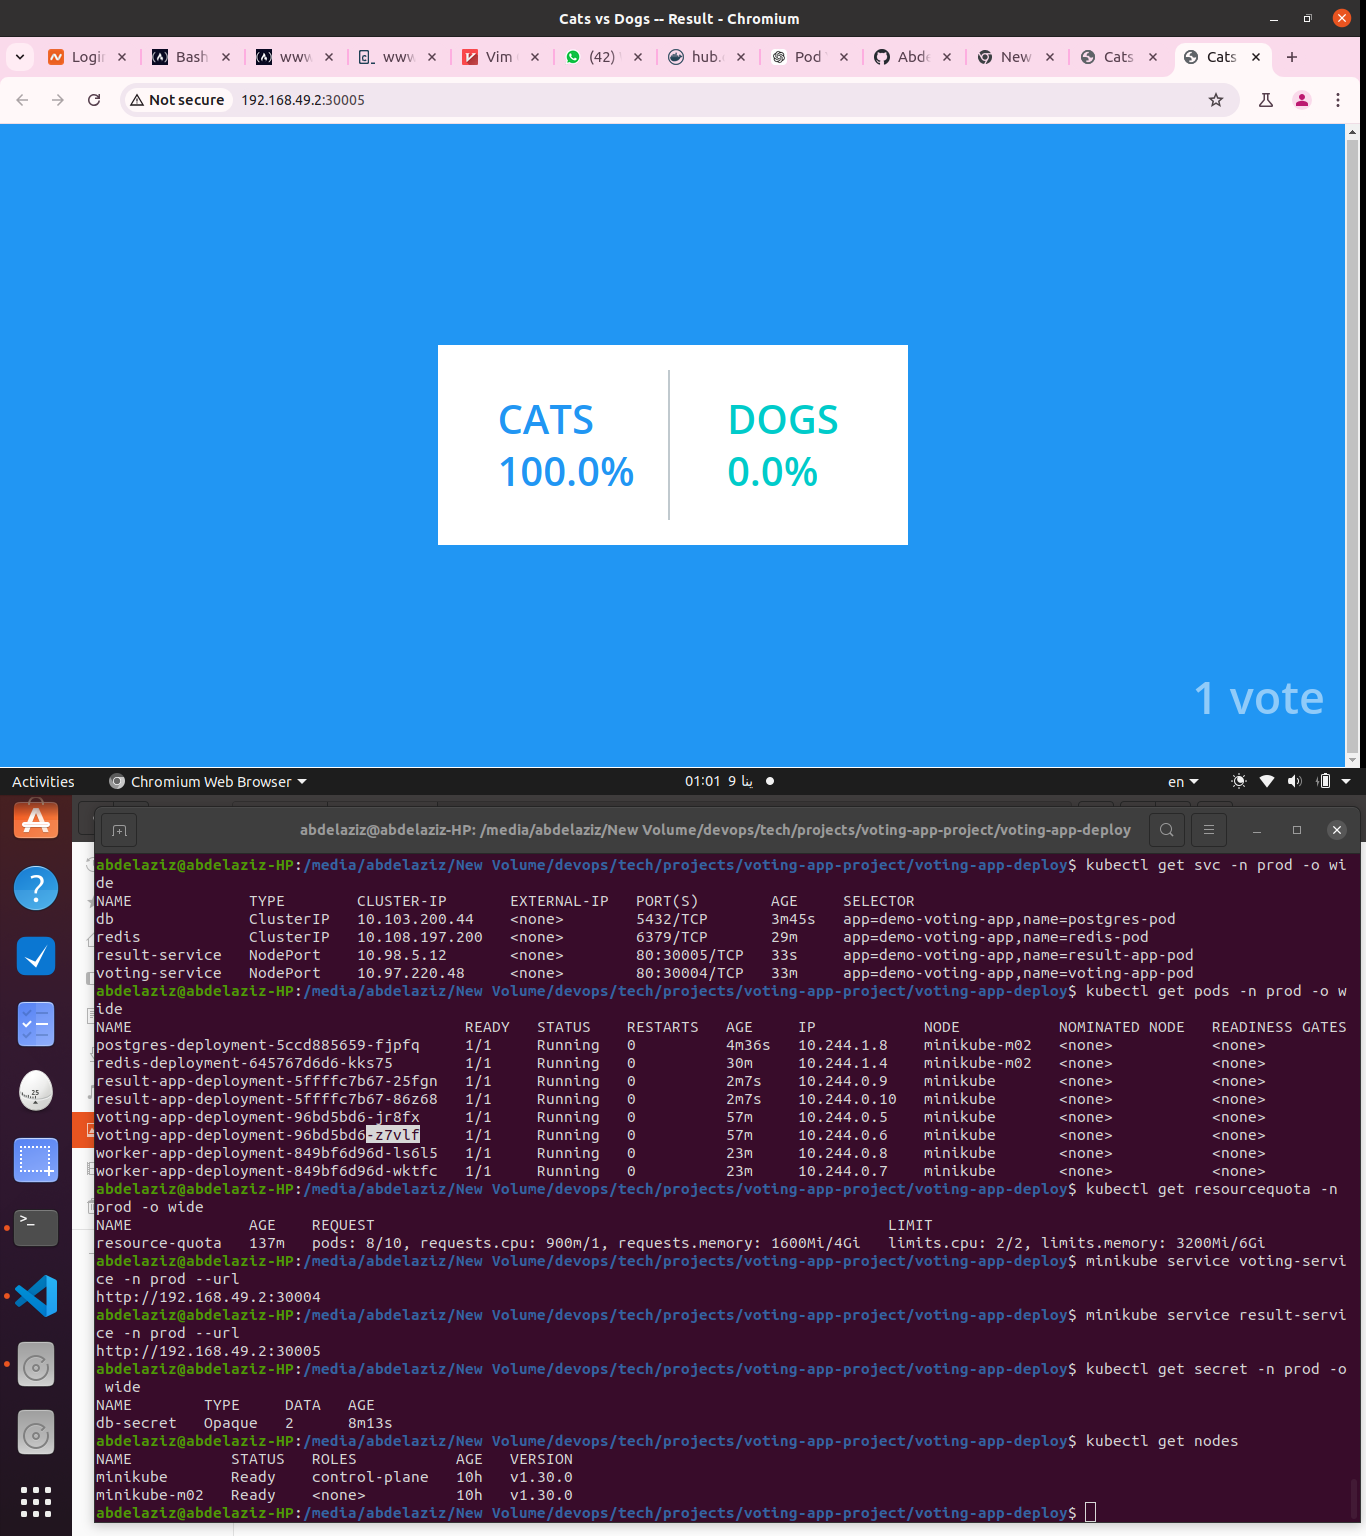 Cats vs Dogs -- Result - Chromium
Login
Bash
www
www
Vim
(42)
hub.
Pod
Abde
New
Cats
Cats
Not secure 192.168.49.2:30005
CATS DOGS
100.0% 0.0%
1 vote
Activities Chromium Web Browser 01:01 9 ينا en
25
abdelaziz@abdelaziz-HP: /media/abdelaziz/New Volume/devops/tech/projects/voting-app-project/voting-app-deploy
abdelaziz@abdelaziz-HP:/media/abdelaziz/New Volume/devops/tech/projects/voting-app-project/voting-app-deploy$ kubectl get svc -n prod -o wi
de
NAME TYPE CLUSTER-IP EXTERNAL-IP PORT(S) AGE SELECTOR
db ClusterIP 10.103.200.44 <none> 5432/TCP 3m45s app=demo-voting-app,name=postgres-pod
redis ClusterIP 10.108.197.200 <none> 6379/TCP 29m app=demo-voting-app,name=redis-pod
result-service NodePort 10.98.5.12 <none> 80:30005/TCP 33s app=demo-voting-app,name=result-app-pod
voting-service NodePort 10.97.220.48 <none> 80:30004/TCP 33m app=demo-voting-app,name=voting-app-pod
abdelaziz@abdelaziz-HP:/media/abdelaziz/New Volume/devops/tech/projects/voting-app-project/voting-app-deploy$ kubectl get pods -n prod -o w
ide
NAME READY STATUS RESTARTS AGE IP NODE NOMINATED NODE READINESS GATES
postgres-deployment-5ccd885659-fjpfq 1/1 Running 0 4m36s 10.244.1.8 minikube-m02 <none> <none>
redis-deployment-645767d6d6-kks75 1/1 Running 0 30m 10.244.1.4 minikube-m02 <none> <none>
result-app-deployment-5ffffc7b67-25fgn 1/1 Running 0 2m7s 10.244.0.9 minikube <none> <none>
result-app-deployment-5ffffc7b67-86z68 1/1 Running 0 2m7s 10.244.0.10 minikube <none> <none>
voting-app-deployment-96bd5bd6-jr8fx 1/1 Running 0 57m 10.244.0.5 minikube <none> <none>
voting-app-deployment-96bd5bd6-z7vlf 1/1 Running 0 57m 10.244.0.6 minikube <none> <none>
worker-app-deployment-849bf6d96d-ls6l5 1/1 Running 0 23m 10.244.0.8 minikube <none> <none>
worker-app-deployment-849bf6d96d-wktfc 1/1 Running 0 23m 10.244.0.7 minikube <none> <none>
abdelaziz@abdelaziz-HP:/media/abdelaziz/New Volume/devops/tech/projects/voting-app-project/voting-app-deploy$ kubectl get resourcequota -n
prod -o wide
NAME AGE REQUEST LIMIT
resource-quota 137m pods: 8/10, requests.cpu: 900m/1, requests.memory: 1600Mi/4Gi limits.cpu: 2/2, limits.memory: 3200Mi/6Gi
abdelaziz@abdelaziz-HP:/media/abdelaziz/New Volume/devops/tech/projects/voting-app-project/voting-app-deploy$ minikube service voting-servi
ce -n prod --url
http://192.168.49.2:30004
abdelaziz@abdelaziz-HP:/media/abdelaziz/New Volume/devops/tech/projects/voting-app-project/voting-app-deploy$ minikube service result-servi
ce -n prod --url
http://192.168.49.2:30005
abdelaziz@abdelaziz-HP:/media/abdelaziz/New Volume/devops/tech/projects/voting-app-project/voting-app-deploy$ kubectl get secret -n prod -o
wide
NAME TYPE DATA AGE
db-secret Opaque 2 8m13s
abdelaziz@abdelaziz-HP:/media/abdelaziz/New Volume/devops/tech/projects/voting-app-project/voting-app-deploy$ kubectl get nodes
NAME STATUS ROLES AGE VERSION
minikube Ready control-plane 10h v1.30.0
minikube-m02 Ready <none> 10h v1.30.0
abdelaziz@abdelaziz-HP:/media/abdelaziz/New Volume/devops/tech/projects/voting-app-project/voting-app-deploy$